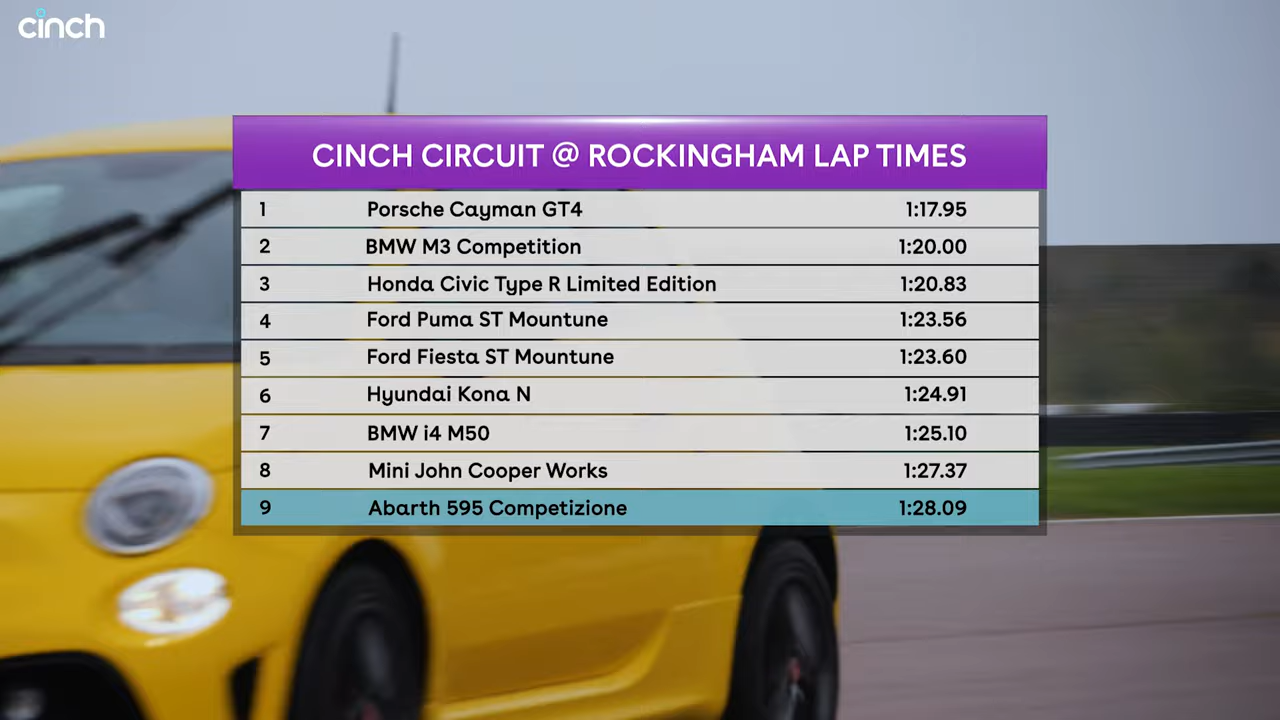 cinch
CINCH CIRCUIT @ ROCKINGHAM LAP TIMES
1 Porsche Cayman GT4 1:17.95
2 BMW M3 Competition 1:20.00
3 Honda Civic Type R Limited Edition 1:20.83
4 Ford Puma ST Mountune 1:23.56
5 Ford Fiesta ST Mountune 1:23.60
6 Hyundai Kona N 1:24.91
7 BMW i4 M50 1:25.10
8 Mini John Cooper Works 1:27.37
9 Abarth 595 Competizione 1:28.09